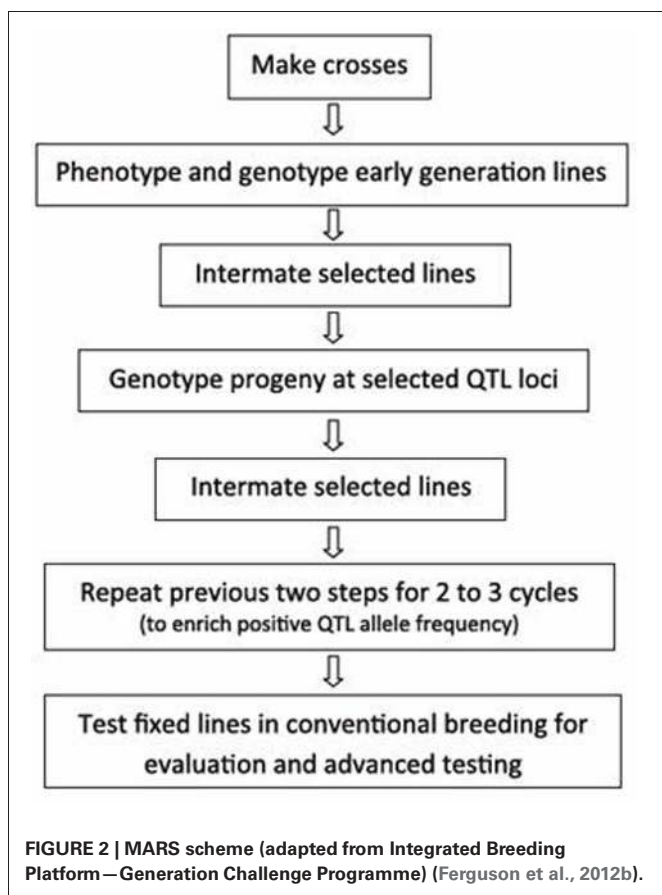 Make crosses
Phenotype and genotype early generation lines
Intermate selected lines
Genotype progeny at selected QTL loci
Intermate selected lines
Repeat previous two steps for 2 to 3 cycles
(to enrich positive QTL allele frequency)
Test fixed lines in conventional breeding for
evaluation and advanced testing
FIGURE 2 | MARS scheme (adapted from Integrated Breeding
Platform—Generation Challenge Programme) (Ferguson et al., 2012b).